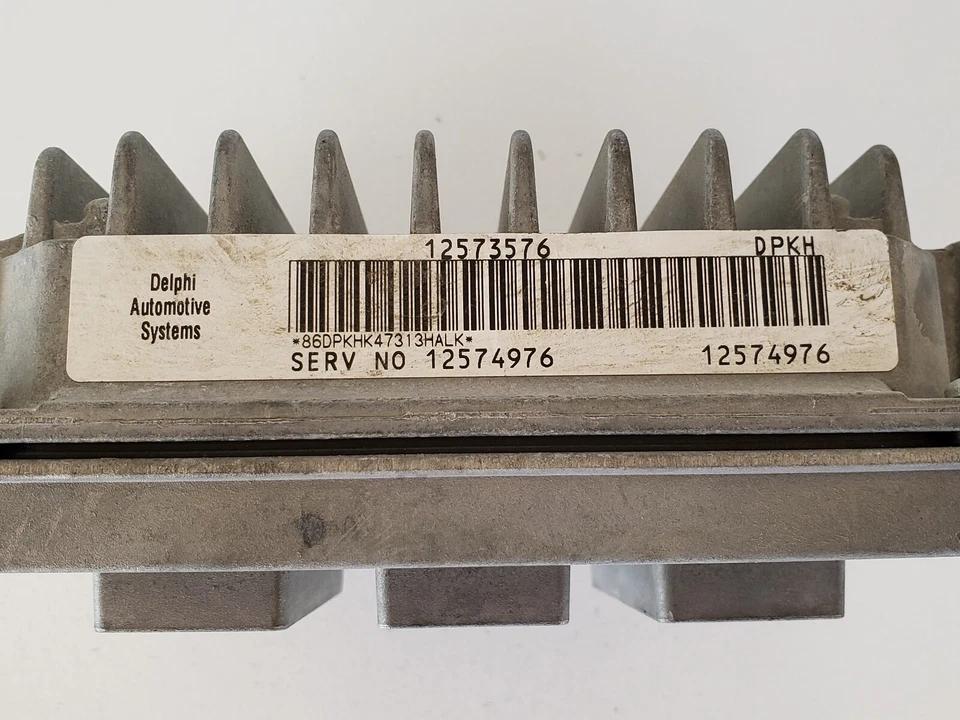 12573576 DPKH
Delphi
Automotive
Systems
*86DPKHK47313HALK*
SERV NO 12574976 12574976